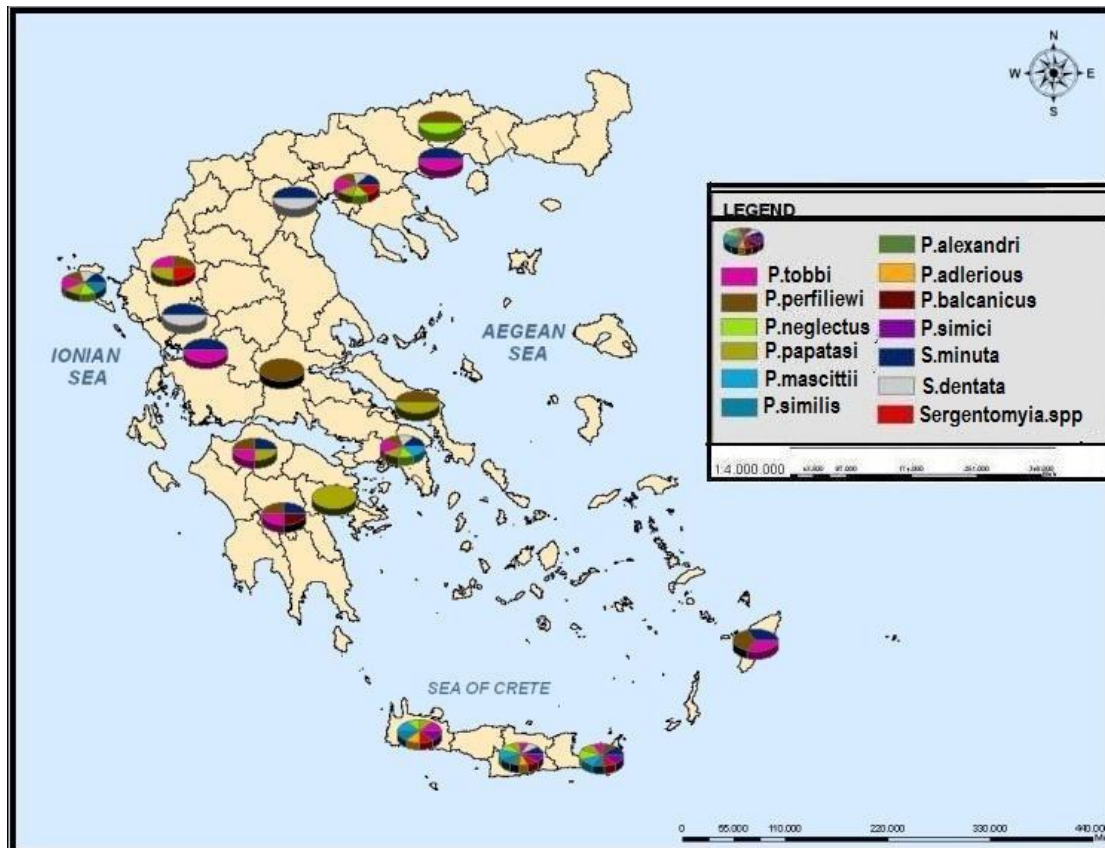 N
W E
S
LEGEND
P.tobbi
P.perfiliewi
P.neglectus
P.papatasi
P.mascittii
P.similis
P.alexandri
P.adlerious
P.balcanicus
P.simici
S.minuta
S.dentata
Sergentomyia.spp
1:4.000.000
IONIAN
SEA
AEGEAN
SEA
SEA OF CRETE
0 55.000 110.000 220.000 330.000 440.000